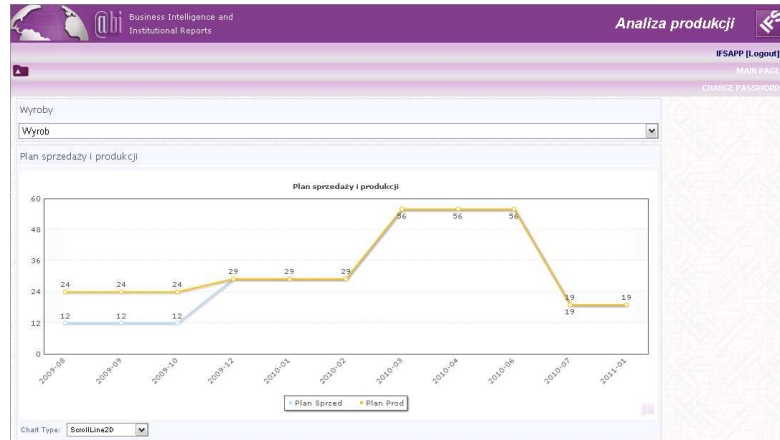 @bi Business Intelligence and
Institutional Reports
Analiza produkcji
IFS
IFSAPP [Logout]
MAIN PAGE
CHANGE PASSWORD
Wyroby
Wyrob
Plan sprzedaży i produkcji
Plan sprzedaży i produkcji
60
48
36
24
12
0
24 24 24 29 29 29 56 56 56 19 19
12 12 12 19
2009-08 2009-09 2009-10 2009-12 2010-01 2010-02 2010-03 2010-04 2010-06 2010-07 2011-01
Plan Sprzed Plan Prod
Chart Type: ScrollLine2D